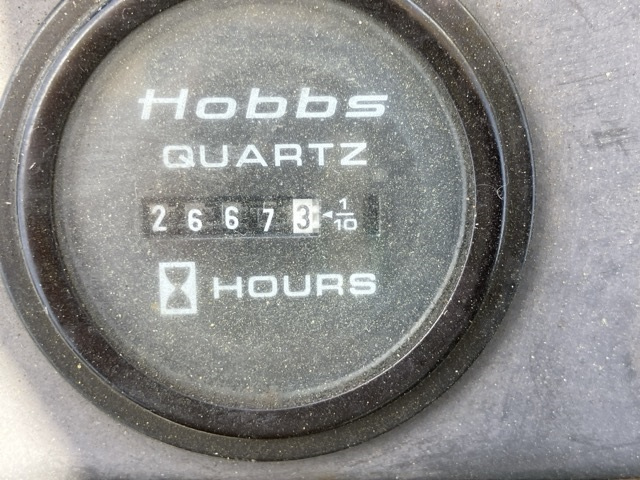 Hobbs
QUARTZ
2 6 6 7 3 ◄ 1/10
HOURS